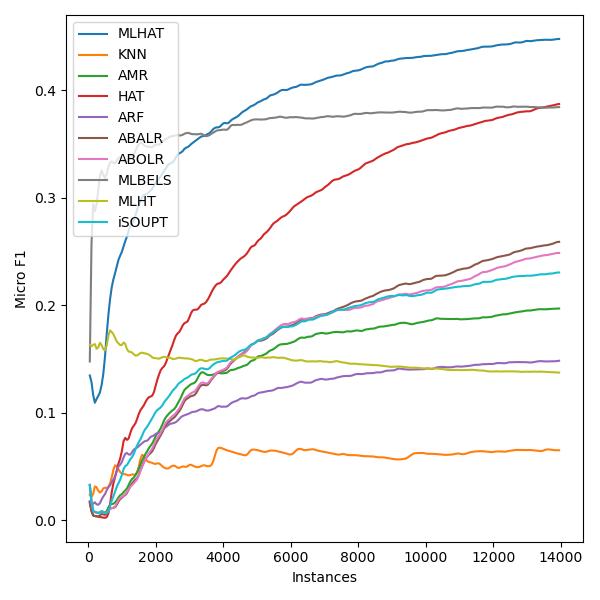 MLHAT
KNN
AMR
HAT
ARF
ABALR
ABOLR
MLBELS
MLHT
iSOUPT
Micro F1
0.4
0.3
0.2
0.1
0.0
0 2000 4000 6000 8000 10000 12000 14000
Instances